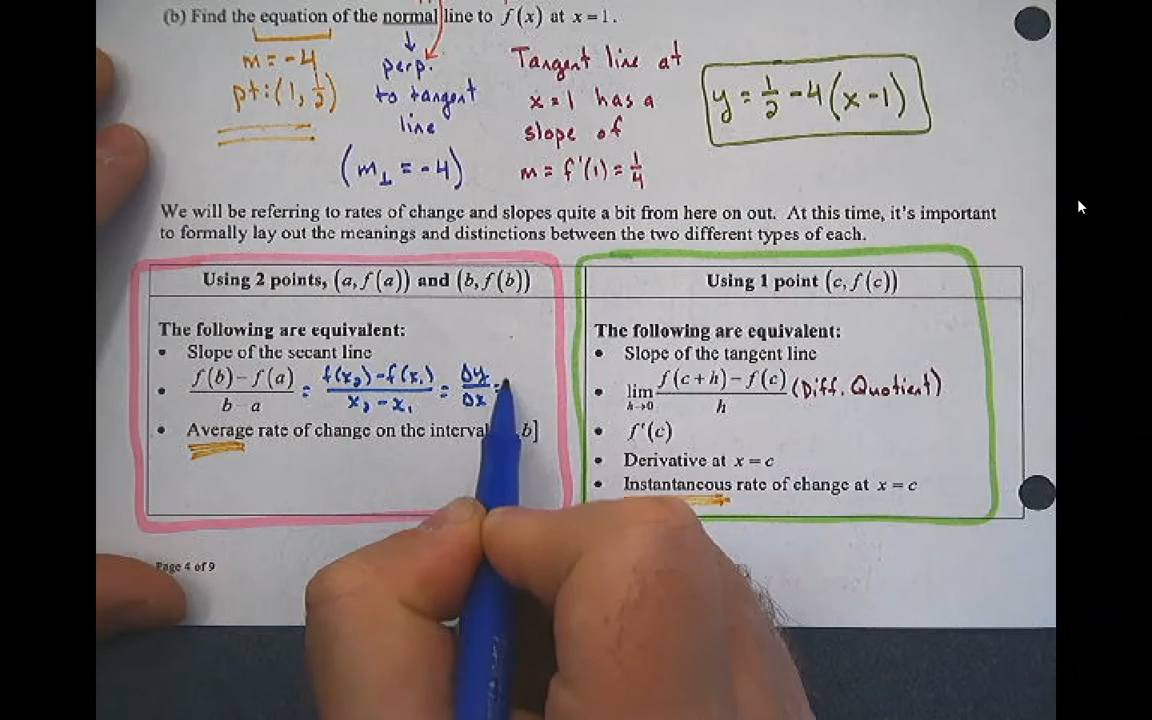 (b) Find the equation of the normal line to f(x) at x = 1.
m = -4
pt: (1, 1/2)
perp.
to tangent
line
(m⊥ = -4)
Tangent line at
x = 1 has a
slope of
m = f'(1) = 1/4
y = 1/2 - 4(x - 1)
We will be referring to rates of change and slopes quite a bit from here on out. At this time, it's important
to formally lay out the meanings and distinctions between the two different types of each.
Using 2 points, (a, f(a)) and (b, f(b))
The following are equivalent:
• Slope of the secant line
• f(b) - f(a) / b - a = f(x₂) - f(x₁) / x₂ - x₁ = Δy/Δx =
• Average rate of change on the interval b]
Using 1 point (c, f(c))
The following are equivalent:
• Slope of the tangent line
• lim h→0 f(c + h) - f(c) / h (Diff. Quotient)
• f'(c)
• Derivative at x = c
• Instantaneous rate of change at x = c
Page 4 of 9